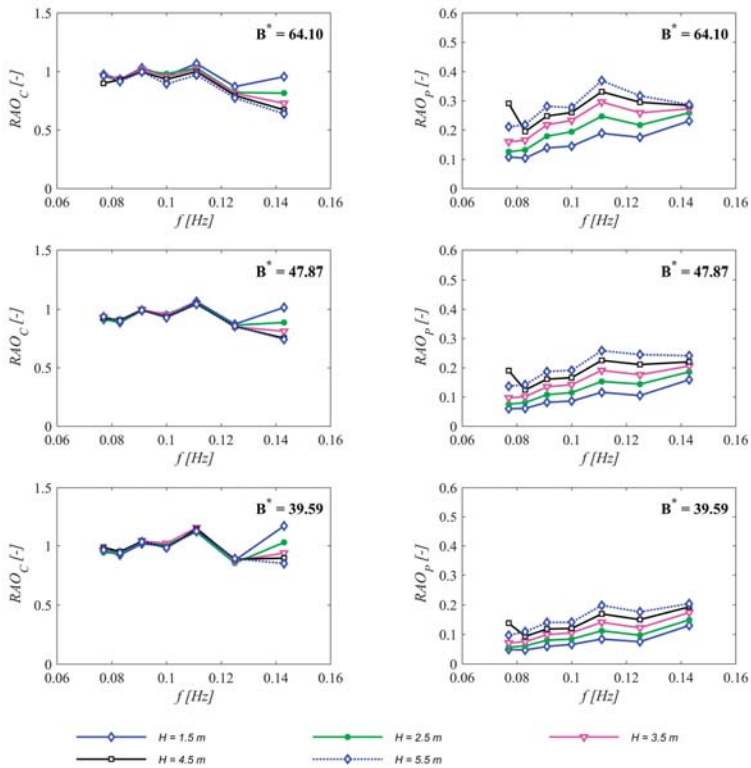 1.5
1
0.5
0
RAO_C [-]
B* = 64.10
0.06 0.08 0.1 0.12 0.14 0.16
f [Hz]
0.6
0.5
0.4
0.3
0.2
0.1
0
RAO_P [-]
B* = 64.10
0.06 0.08 0.1 0.12 0.14 0.16
f [Hz]
1.5
1
0.5
0
RAO_C [-]
B* = 47.87
0.06 0.08 0.1 0.12 0.14 0.16
f [Hz]
0.6
0.5
0.4
0.3
0.2
0.1
0
RAO_P [-]
B* = 47.87
0.06 0.08 0.1 0.12 0.14 0.16
f [Hz]
1.5
1
0.5
0
RAO_C [-]
B* = 39.59
0.06 0.08 0.1 0.12 0.14 0.16
f [Hz]
0.6
0.5
0.4
0.3
0.2
0.1
0
RAO_P [-]
B* = 39.59
0.06 0.08 0.1 0.12 0.14 0.16
f [Hz]
H = 1.5 m
H = 2.5 m
H = 3.5 m
H = 4.5 m
H = 5.5 m